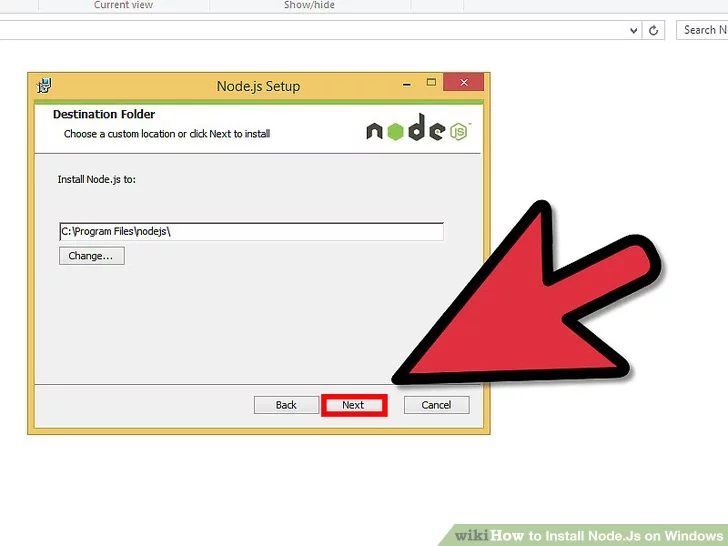 Current view
Show/hide
Search N
Node.js Setup
Destination Folder
Choose a custom location or click Next to install
node JS™
Install Node.js to:
C:\Program Files\nodejs\
Change...
Back
Next
Cancel
wikiHow to Install Node.Js on Windows